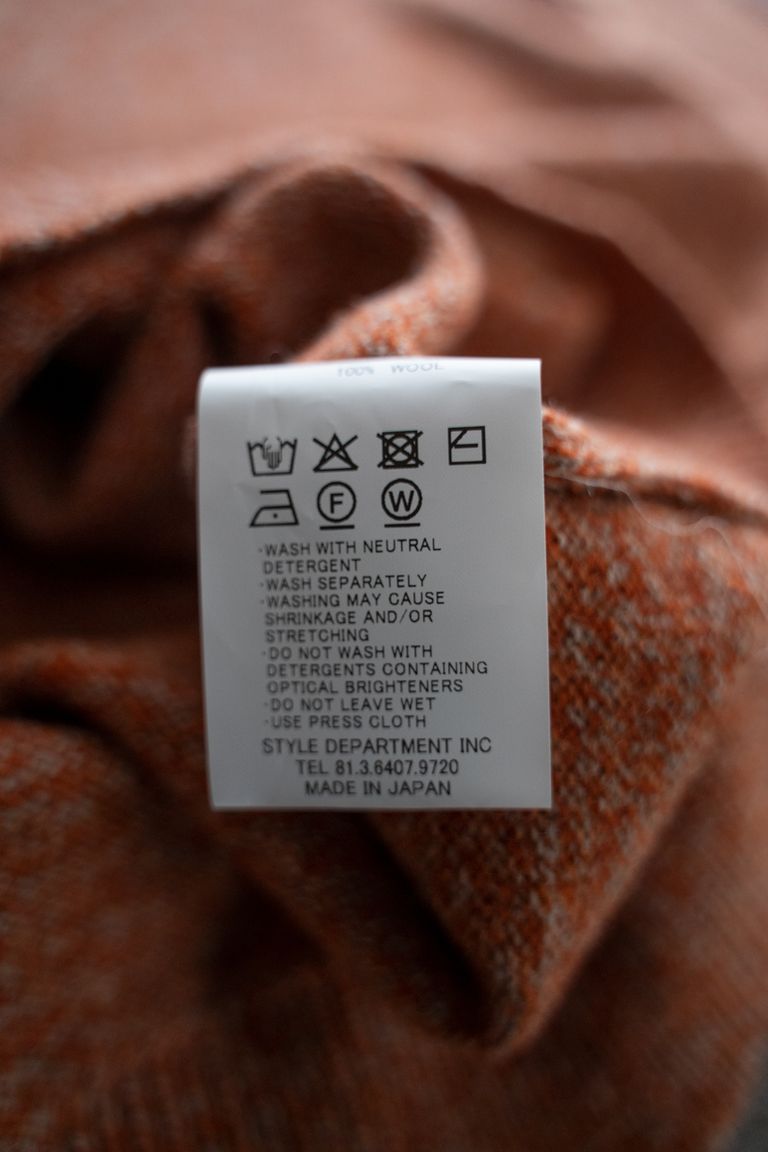 100% WOOL
F W
·WASH WITH NEUTRAL
DETERGENT
·WASH SEPARATELY
·WASHING MAY CAUSE
SHRINKAGE AND/OR
STRETCHING
·DO NOT WASH WITH
DETERGENTS CONTAINING
OPTICAL BRIGHTENERS
·DO NOT LEAVE WET
·USE PRESS CLOTH
STYLE DEPARTMENT INC
TEL 81.3.6407.9720
MADE IN JAPAN